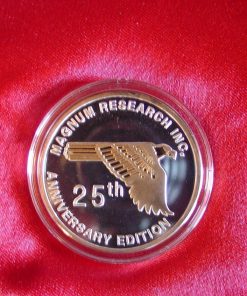 MAGNUM RESEARCH INC.
25th
ANNIVERSARY EDITION